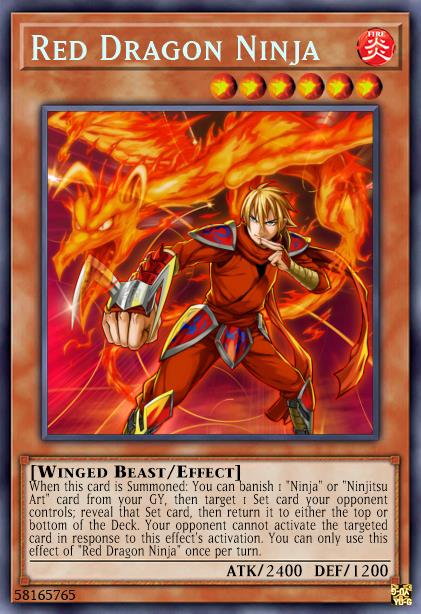 Red Dragon Ninja
FIRE
炎
[Winged Beast/Effect]
When this card is Summoned: You can banish 1 "Ninja" or "Ninjitsu
Art" card from your GY, then target 1 Set card your opponent
controls; reveal that Set card, then return it to either the top or
bottom of the Deck. Your opponent cannot activate the targeted
card in response to this effect's activation. You can only use this
effect of "Red Dragon Ninja" once per turn.
ATK/2400 DEF/1200
58165765